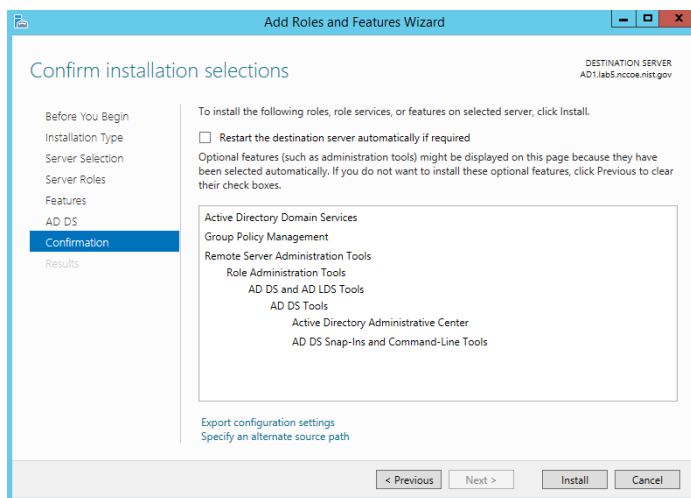 Add Roles and Features Wizard
Confirm installation selections
DESTINATION SERVER
AD1.lab5.nccoe.nist.gov
Before You Begin
Installation Type
Server Selection
Server Roles
Features
AD DS
Confirmation
Results
To install the following roles, role services, or features on selected server, click Install.
Restart the destination server automatically if required
Optional features (such as administration tools) might be displayed on this page because they have
been selected automatically. If you do not want to install these optional features, click Previous to clear
their check boxes.
Active Directory Domain Services
Group Policy Management
Remote Server Administration Tools
Role Administration Tools
AD DS and AD LDS Tools
AD DS Tools
Active Directory Administrative Center
AD DS Snap-Ins and Command-Line Tools
Export configuration settings
Specify an alternate source path
< Previous
Next >
Install
Cancel